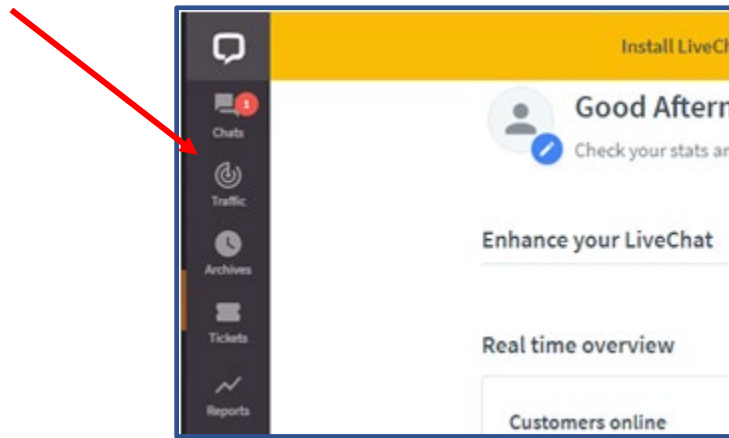 Install LiveCh
1
Chats
Good Aftern
Check your stats an
Traffic
Enhance your LiveChat
Archives
Tickets
Real time overview
Reports
Customers online